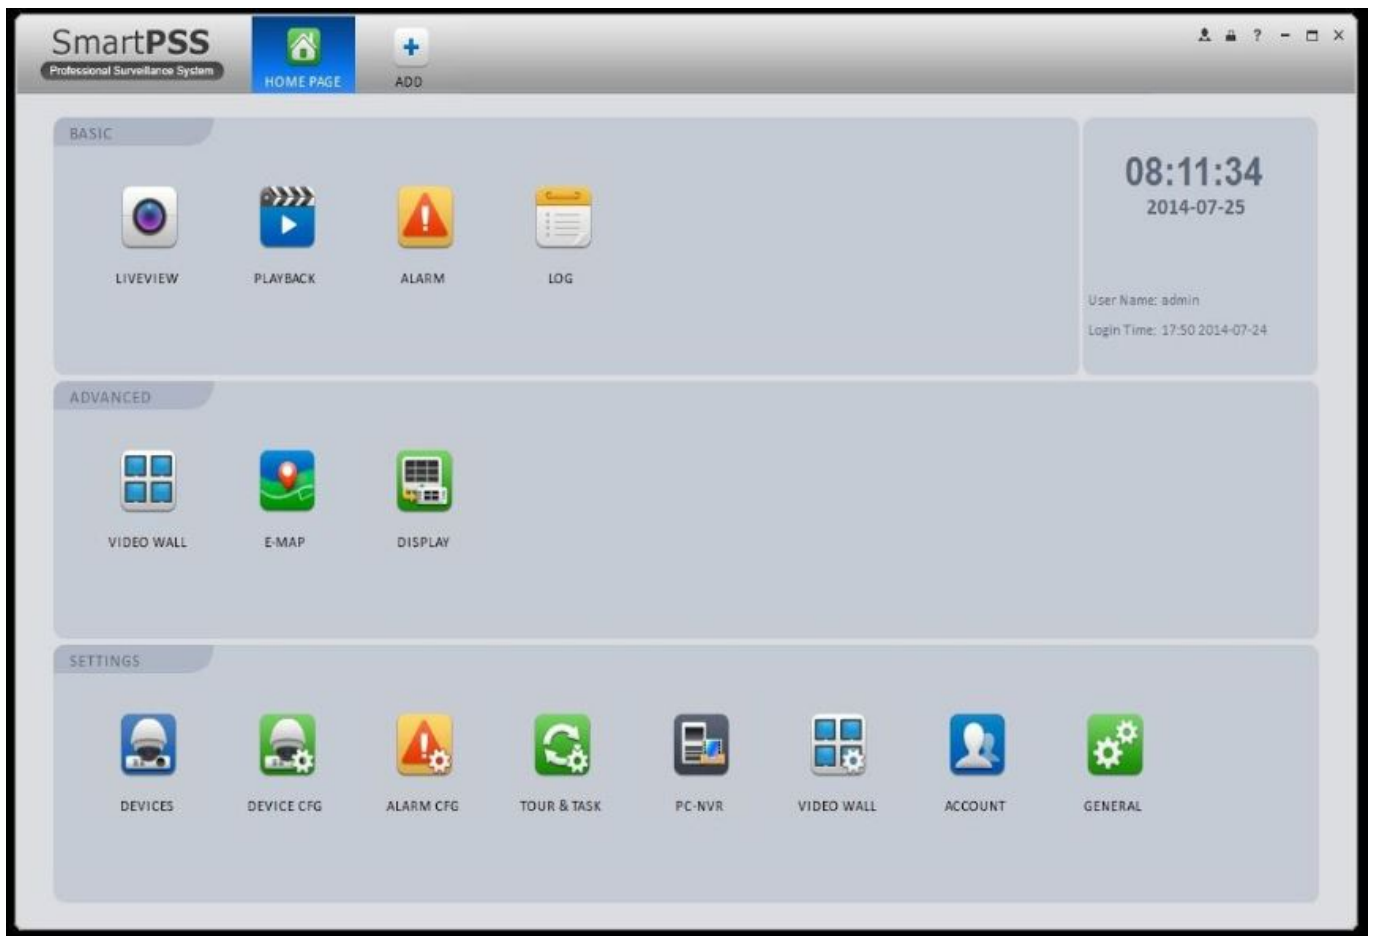 SmartPSS
Professional Surveillance System
HOME PAGE
ADD
?
BASIC
LIVEVIEW
PLAYBACK
ALARM
LOG
08:11:34
2014-07-25
User Name: admin
Login Time: 17:50 2014-07-24
ADVANCED
VIDEO WALL
E-MAP
DISPLAY
SETTINGS
DEVICES
DEVICE CFG
ALARM CFG
TOUR & TASK
PC-NVR
VIDEO WALL
ACCOUNT
GENERAL